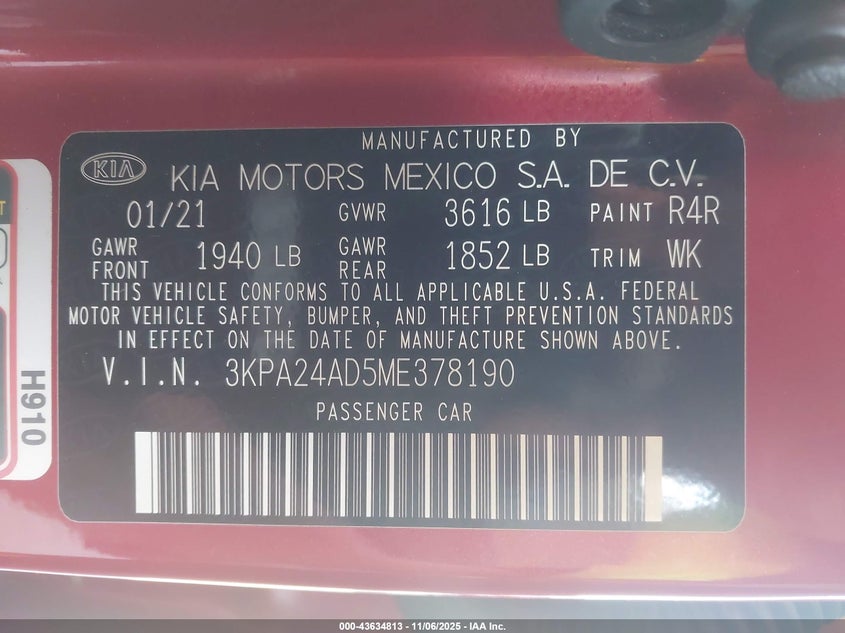 MANUFACTURED BY
KIA KIA MOTORS MEXICO S.A. DE C.V.
01/21 GVWR 3616 LB PAINT R4R
GAWR FRONT 1940 LB GAWR REAR 1852 LB TRIM WK
THIS VEHICLE CONFORMS TO ALL APPLICABLE U.S.A. FEDERAL
MOTOR VEHICLE SAFETY, BUMPER, AND THEFT PREVENTION STANDARDS
IN EFFECT ON THE DATE OF MANUFACTURE SHOWN ABOVE.
V.I.N. 3KPA24AD5ME378190
PASSENGER CAR
H910
000-43634813 - 11/06/2025 - IAA Inc.